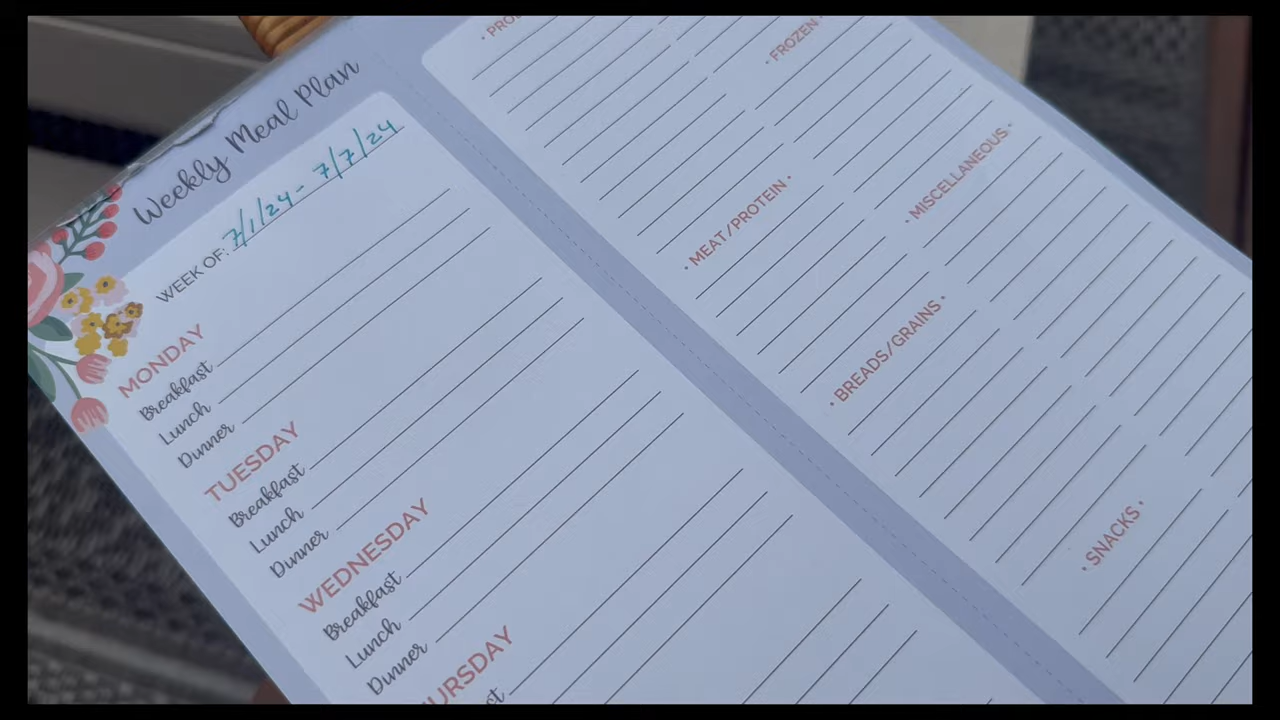 Weekly Meal Plan
WEEK OF: 7/1/24 - 7/7/24
MONDAY
Breakfast
Lunch
Dinner
TUESDAY
Breakfast
Lunch
Dinner
WEDNESDAY
Breakfast
Lunch
Dinner
• FROZEN •
• MEAT/PROTEIN •
• MISCELLANEOUS •
• BREADS/GRAINS •
• SNACKS •